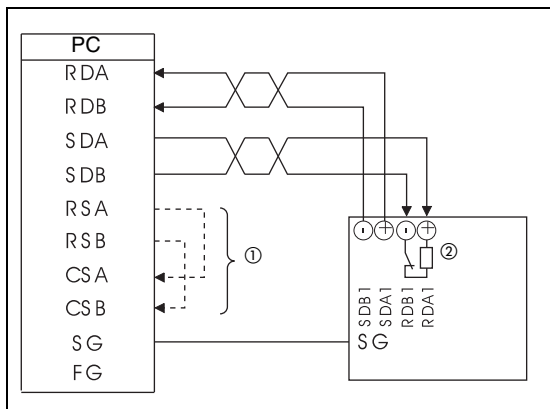 PC
RDA
RDB
SDA
SDB
RSA
RSB
CSA
CSB
SG
FG
①
- + - +
②
SDB1
SDA1
RDB1
RDA1
SG